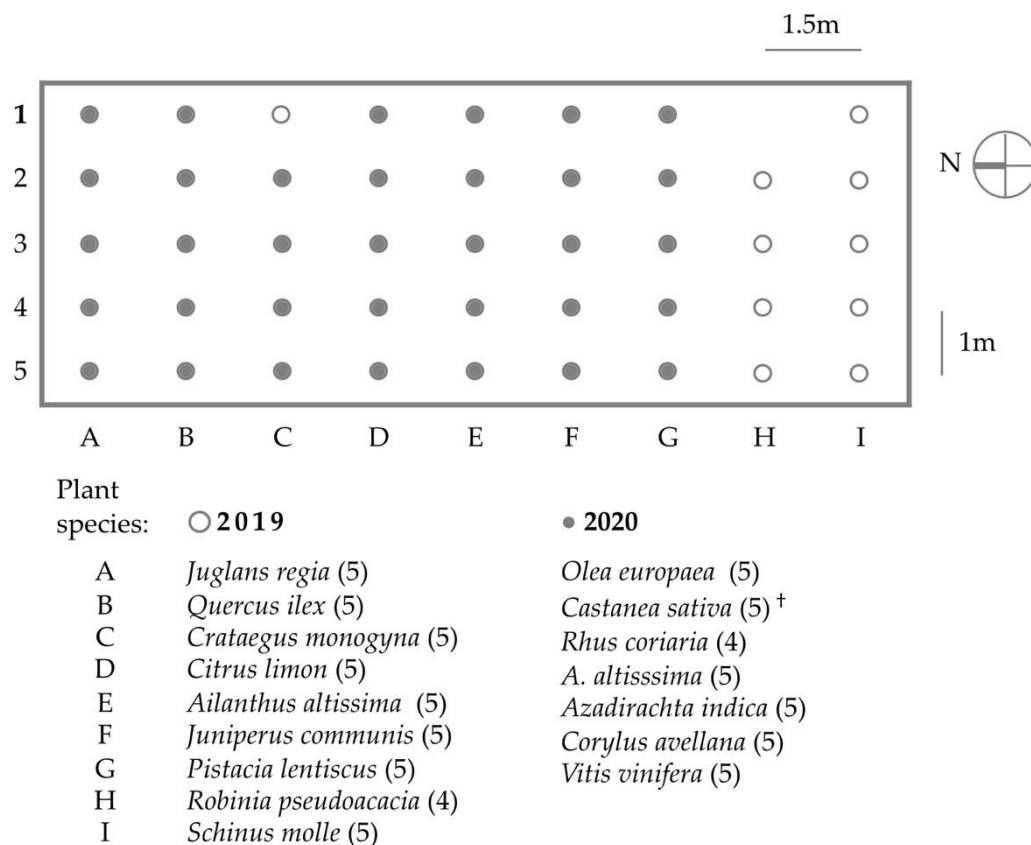 1.5m
1
2
N
3
4
1m
5
A B C D E F G H I
Plant
species: 2019 2020
A Juglans regia (5) Olea europaea (5)
B Quercus ilex (5) Castanea sativa (5) †
C Crataegus monogyna (5) Rhus coriaria (4)
D Citrus limon (5) A. altisssima (5)
E Ailanthus altissima (5) Azadirachta indica (5)
F Juniperus communis (5) Corylus avellana (5)
G Pistacia lentiscus (5) Vitis vinifera (5)
H Robinia pseudoacacia (4)
I Schinus molle (5)